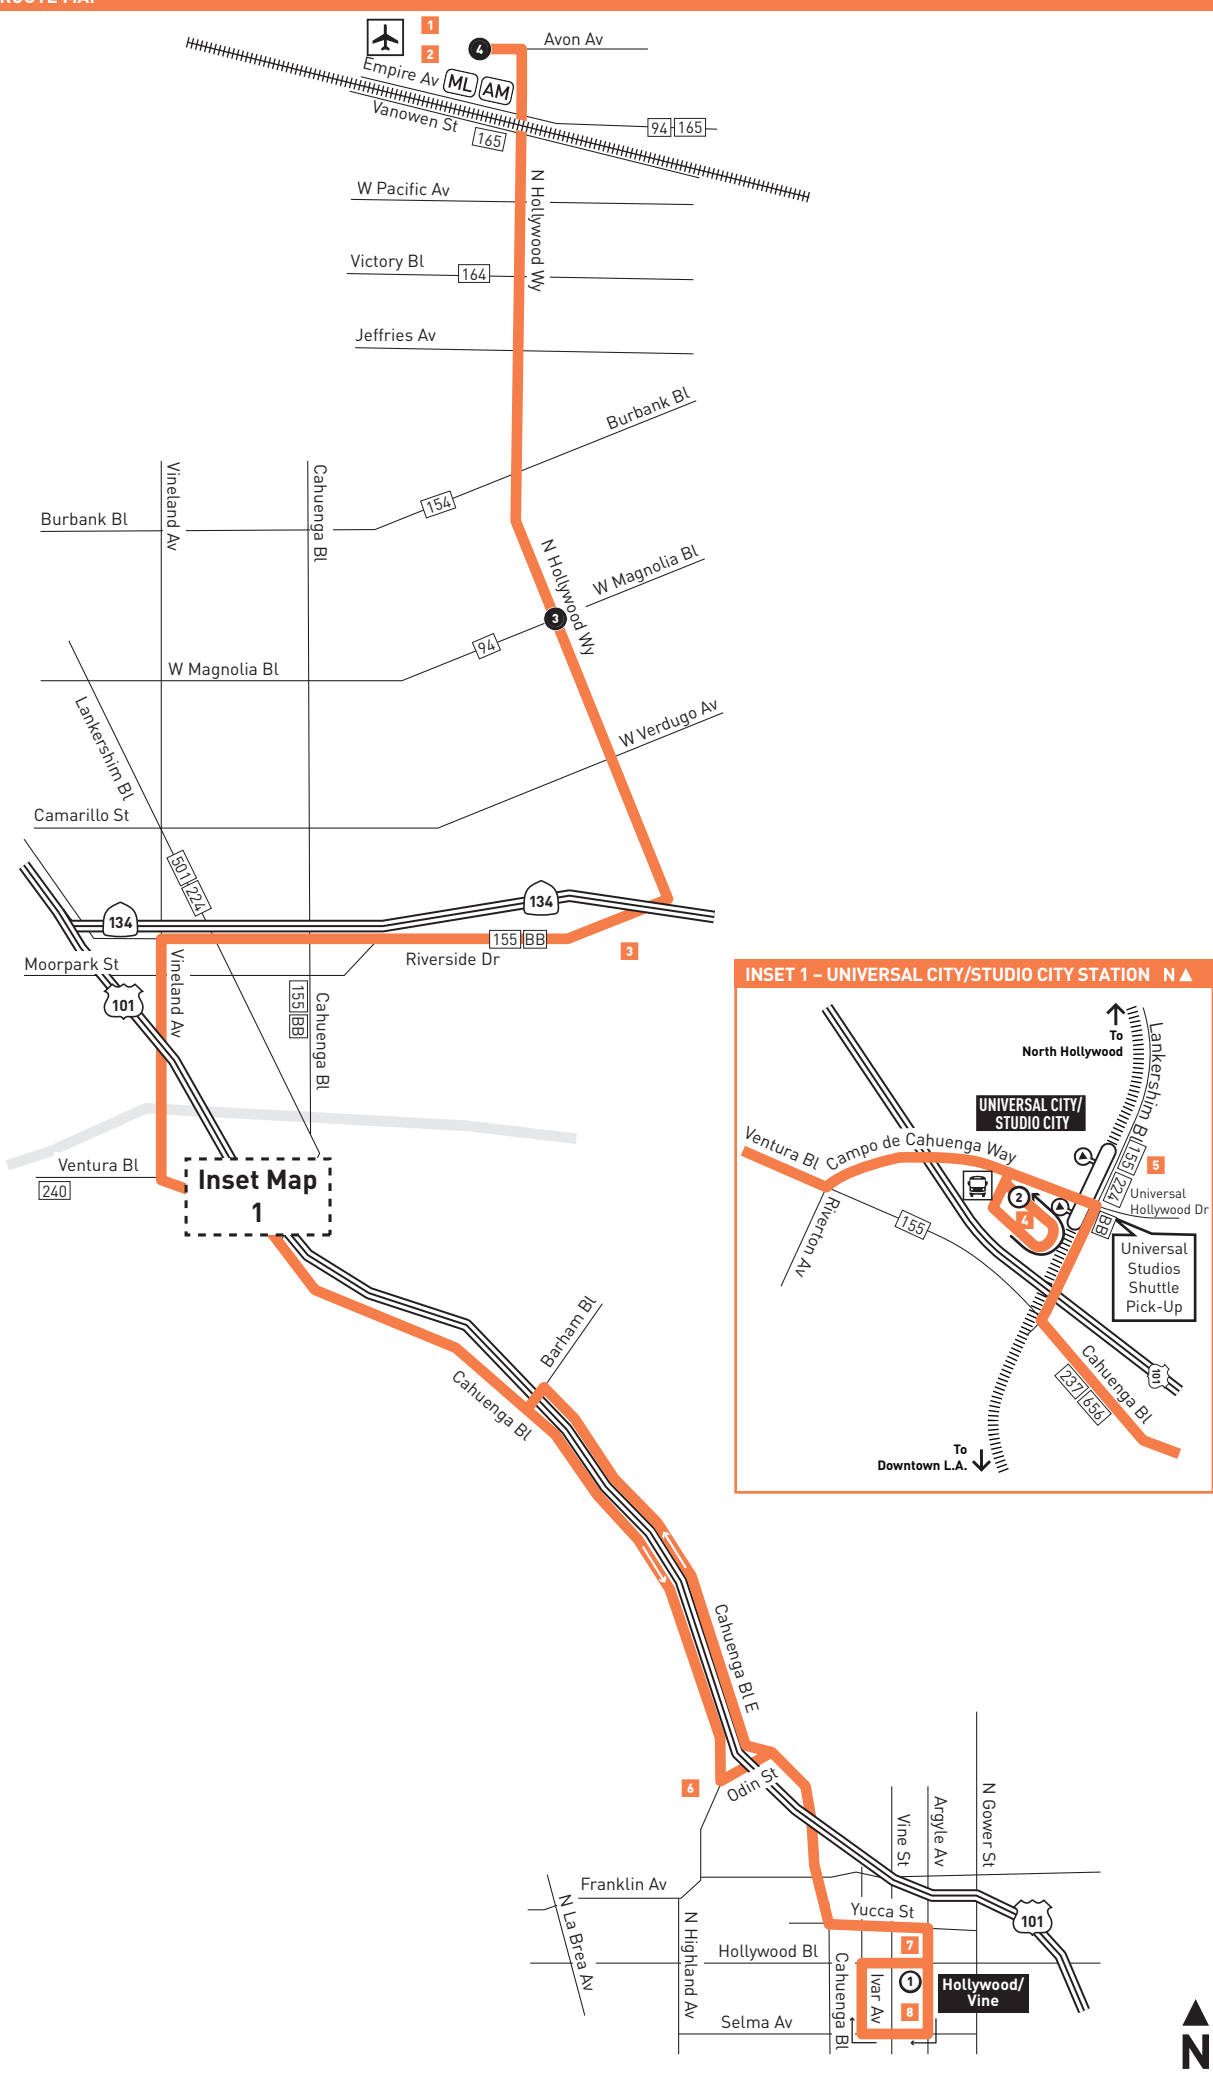 ROUTE MAP
1
2
4
Avon Av
Empire Av
ML
AM
Vanowen St
165
94
165
W Pacific Av
N Hollywood Wy
Victory Bl
164
Jeffries Av
Burbank Bl
Vineland Av
Cahuenga Bl
154
Burbank Bl
N Hollywood Wy
W Magnolia Bl
3
94
W Magnolia Bl
Lankershim Bl
W Verdugo Av
Camarillo St
501
224
134
134
155
BB
3
Riverside Dr
Moorpark St
Vineland Av
101
155
BB
Cahuenga Bl
Ventura Bl
240
Inset Map
1
INSET 1 – UNIVERSAL CITY/STUDIO CITY STATION N
To
North Hollywood
Lankershim Bl
UNIVERSAL CITY/
STUDIO CITY
Ventura Bl
Campo de Cahuenga Way
155
224
5
2
4
Universal
Hollywood Dr
BB
Riverton Av
155
Universal
Studios
Shuttle
Pick-Up
101
Cahuenga Bl
237
656
To
Downtown L.A.
Barham Bl
Cahuenga Bl
Cahuenga Bl E
6
Odin St
Vine St
Argyle Av
N Gower St
Franklin Av
N La Brea Av
N Highland Av
Yucca St
101
7
Hollywood Bl
Cahuenga Bl
Ivar Av
1
Hollywood/
Vine
8
Selma Av
N